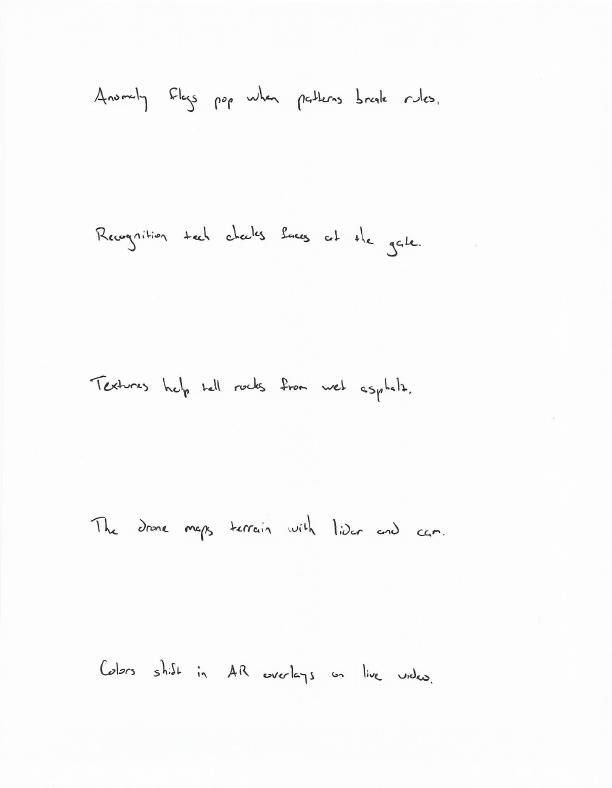 Anomaly flags pop when patterns break rules.
Recognition tech checks faces at the gate.
Textures help tell rocks from wet asphalt.
The drone maps terrain with lidar and cam.
Colors shift in AR overlays on live video.